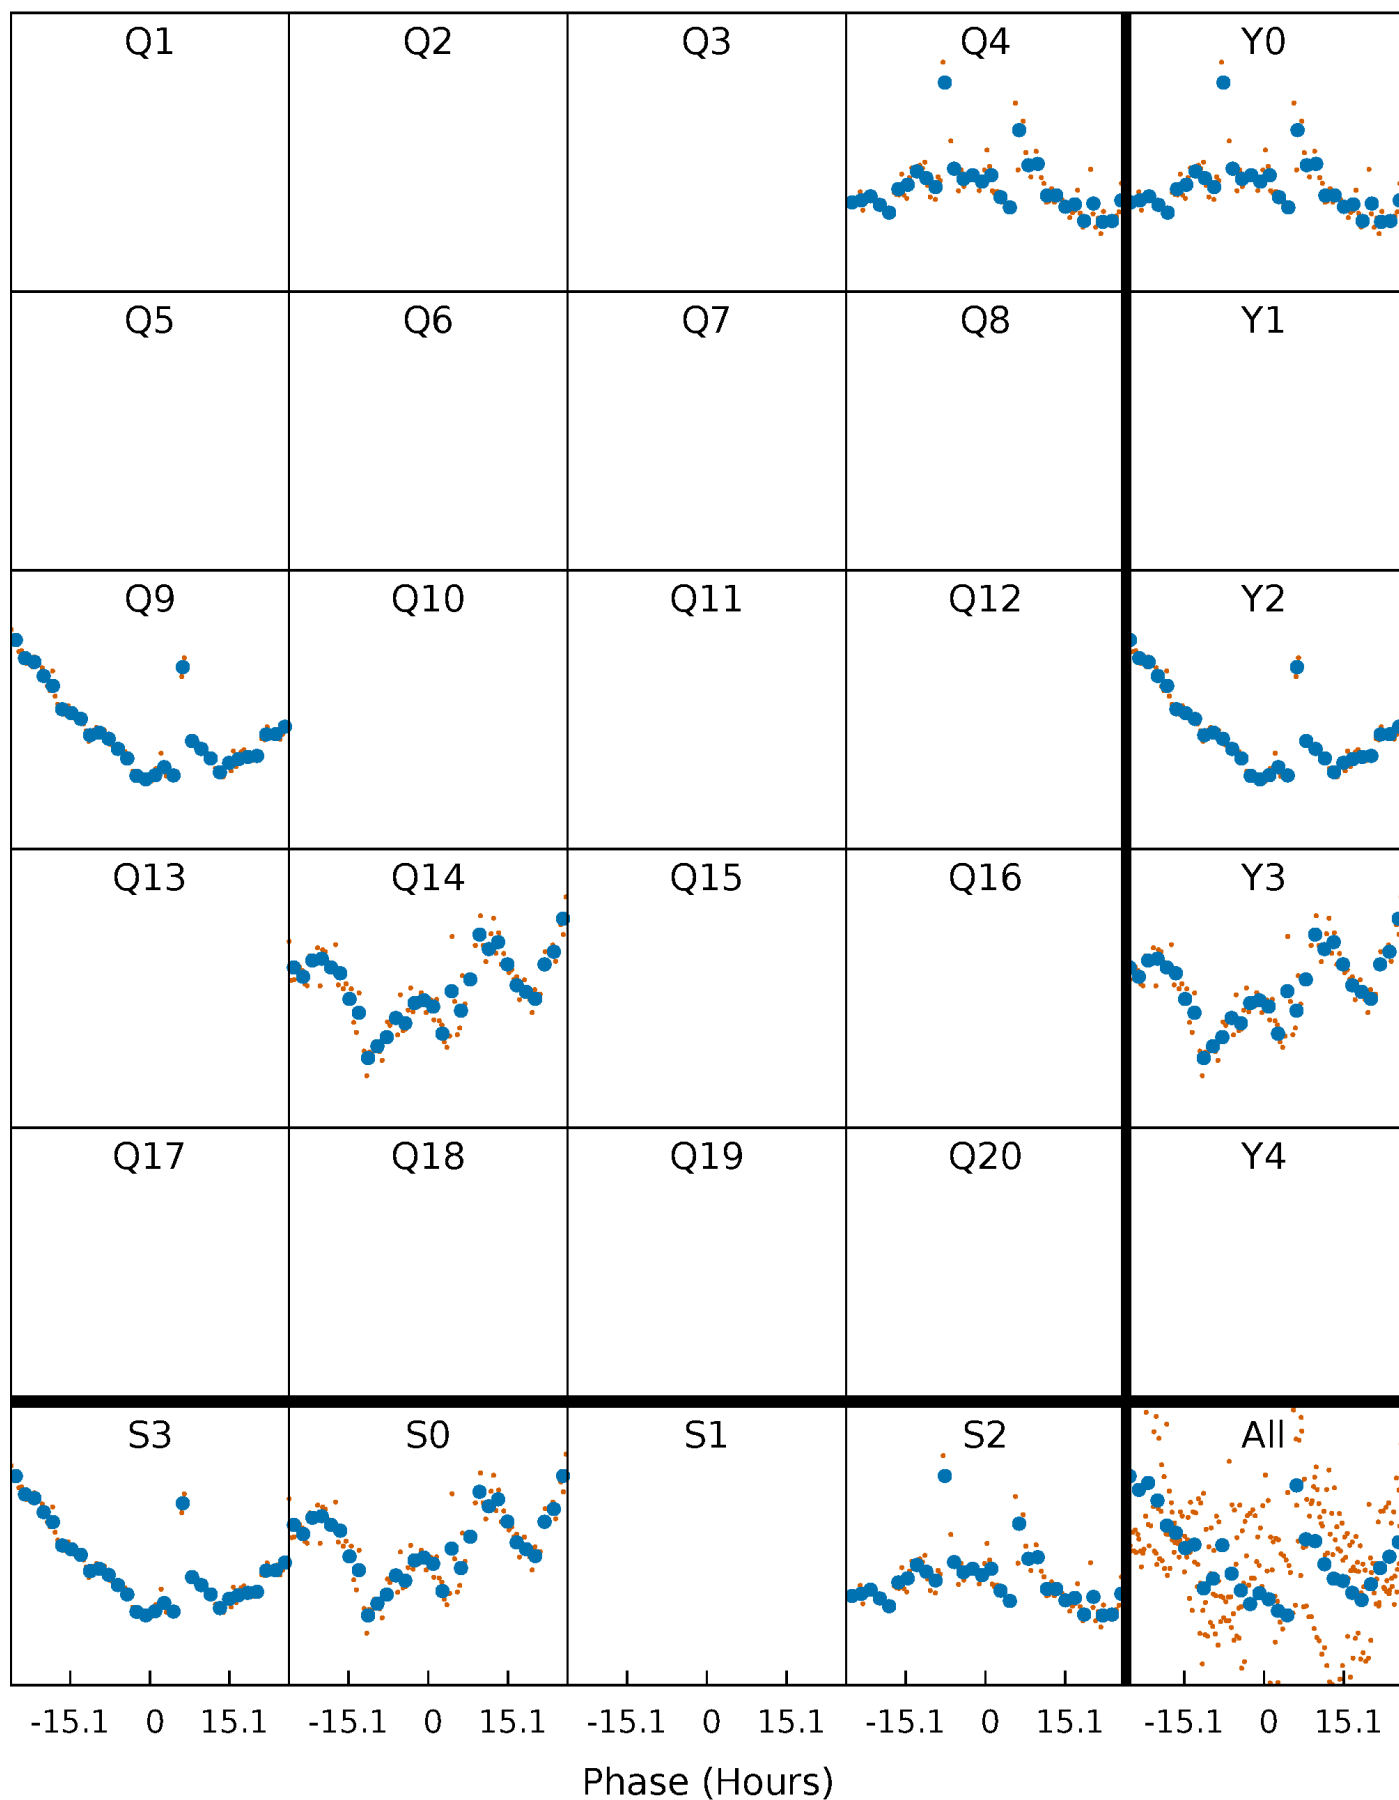 Q1 Q2 Q3 Q4 Y0
Q5 Q6 Q7 Q8 Y1
Q9 Q10 Q11 Q12 Y2
Q13 Q14 Q15 Q16 Y3
Q17 Q18 Q19 Q20 Y4
S3 S0 S1 S2 All
-15.1 0 15.1 -15.1 0 15.1 -15.1 0 15.1 -15.1 0 15.1 -15.1 0 15.1
Phase (Hours)